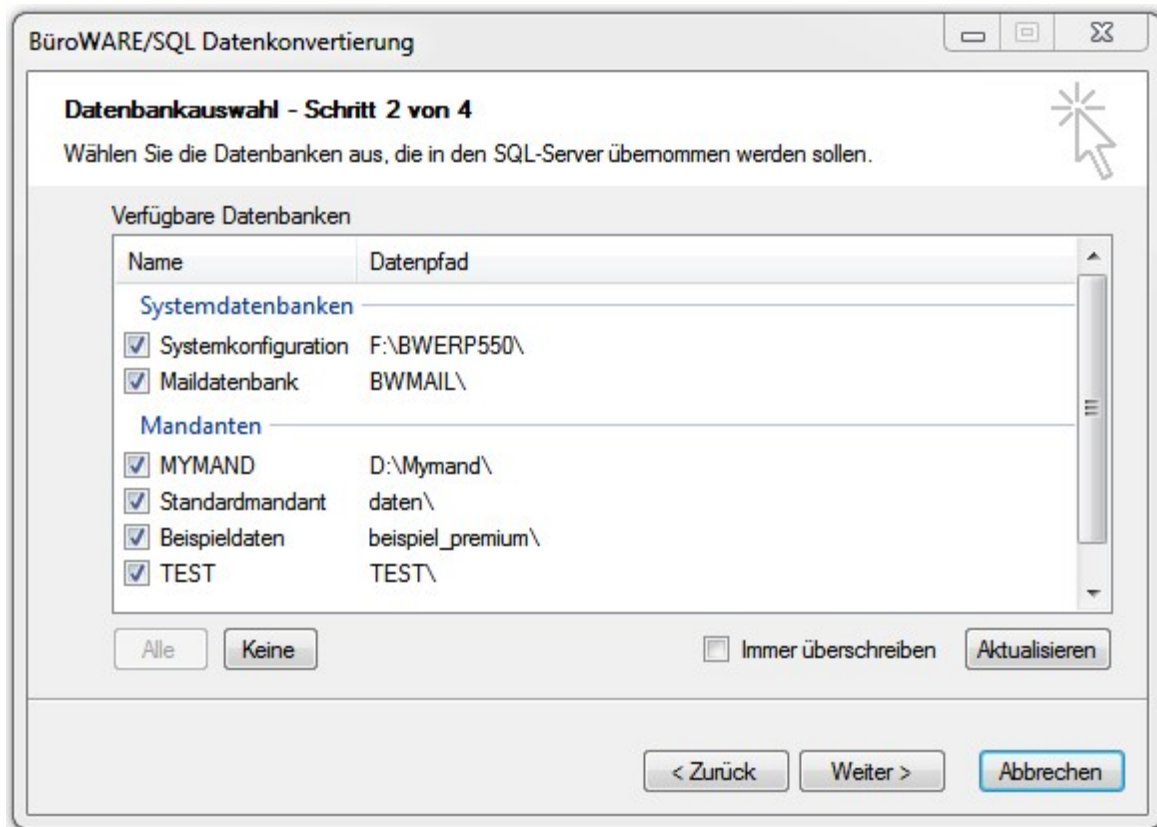 BüroWARE/SQL Datenkonvertierung
Datenbankauswahl - Schritt 2 von 4
Wählen Sie die Datenbanken aus, die in den SQL-Server übernommen werden sollen.
Verfügbare Datenbanken
Name Datenpfad
Systemdatenbanken
Systemkonfiguration F:\BWERP550\
Maildatenbank BWMAIL\
Mandanten
MYMAND D:\Mymand\
Standardmandant daten\
Beispieldaten beispiel_premium\
TEST TEST\
Alle Keine Immer überschreiben Aktualisieren
< Zurück Weiter > Abbrechen